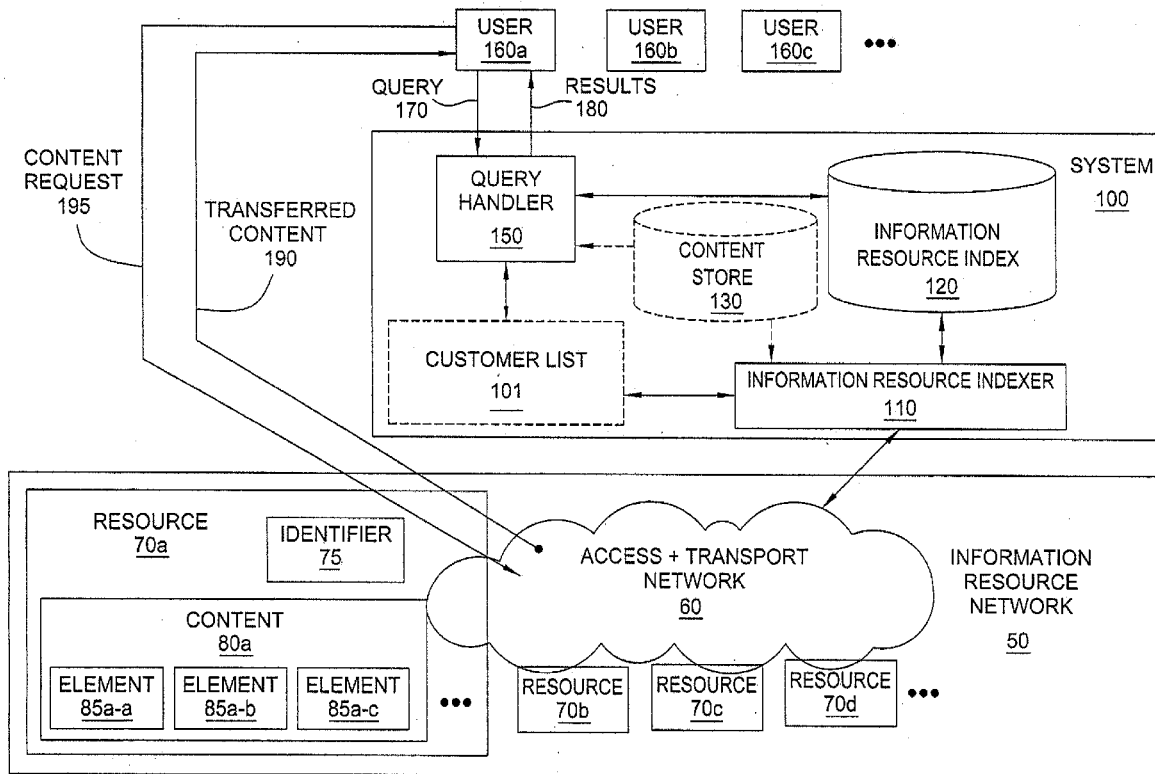 USER
160a
USER
160b
USER
160c
QUERY
170
RESULTS
180
CONTENT
REQUEST
195
TRANSFERRED
CONTENT
190
SYSTEM
100
QUERY
HANDLER
150
CONTENT
STORE
130
INFORMATION
RESOURCE INDEX
120
CUSTOMER LIST
101
INFORMATION RESOURCE INDEXER
110
RESOURCE
70a
IDENTIFIER
75
CONTENT
80a
ELEMENT
85a-a
ELEMENT
85a-b
ELEMENT
85a-c
ACCESS + TRANSPORT
NETWORK
60
INFORMATION
RESOURCE
NETWORK
50
RESOURCE
70b
RESOURCE
70c
RESOURCE
70d